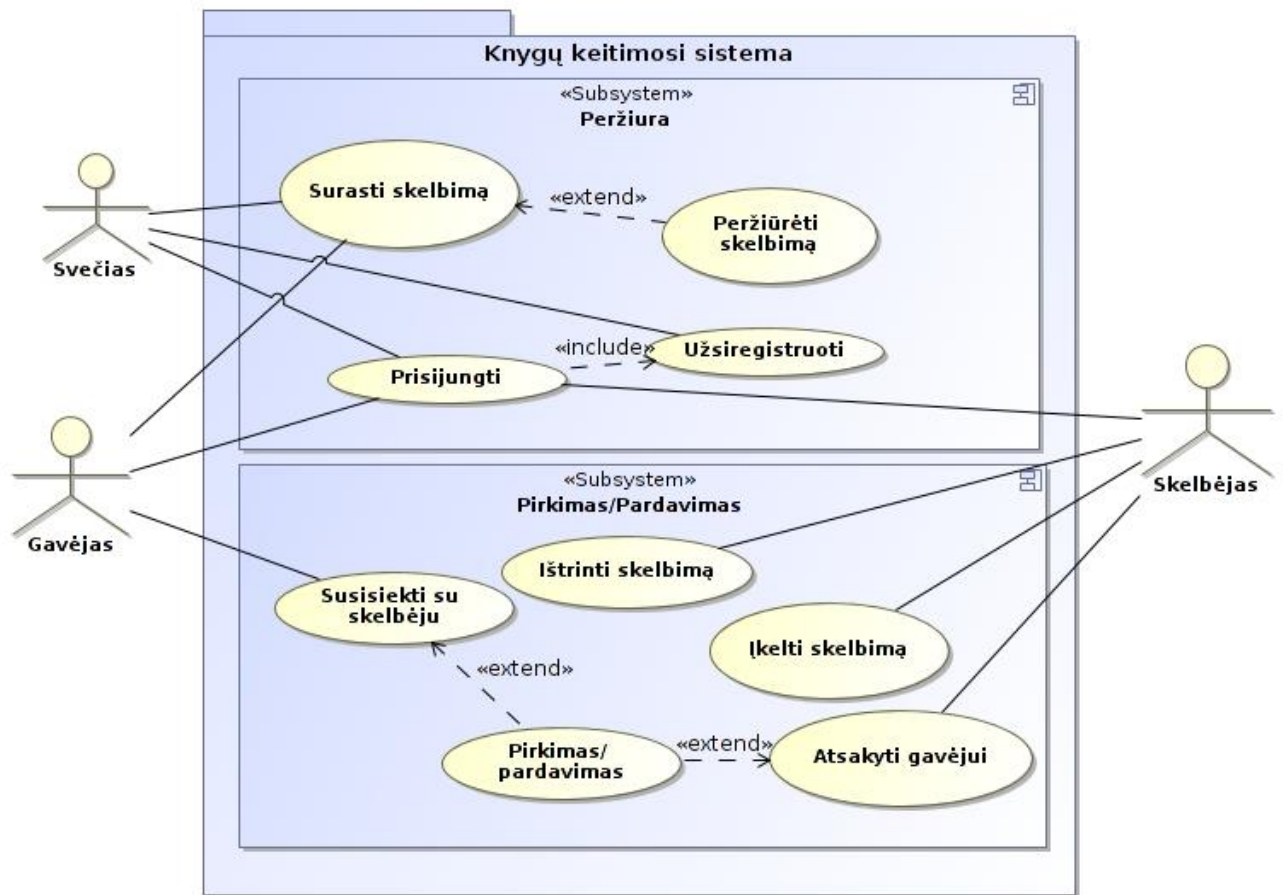 Knygų keitimosi sistema
«Subsystem»
Peržiura
Surasti skelbimą
«extend»
Peržiūrėti
skelbimą
Svečias
«include»
Užsiregistruoti
Prisijungti
Skelbėjas
Gavėjas
«Subsystem»
Pirkimas/Pardavimas
Ištrinti skelbimą
Susisiekti su
skelbėju
Įkelti skelbimą
«extend»
Pirkimas/
pardavimas
«extend»
Atsakyti gavėjui